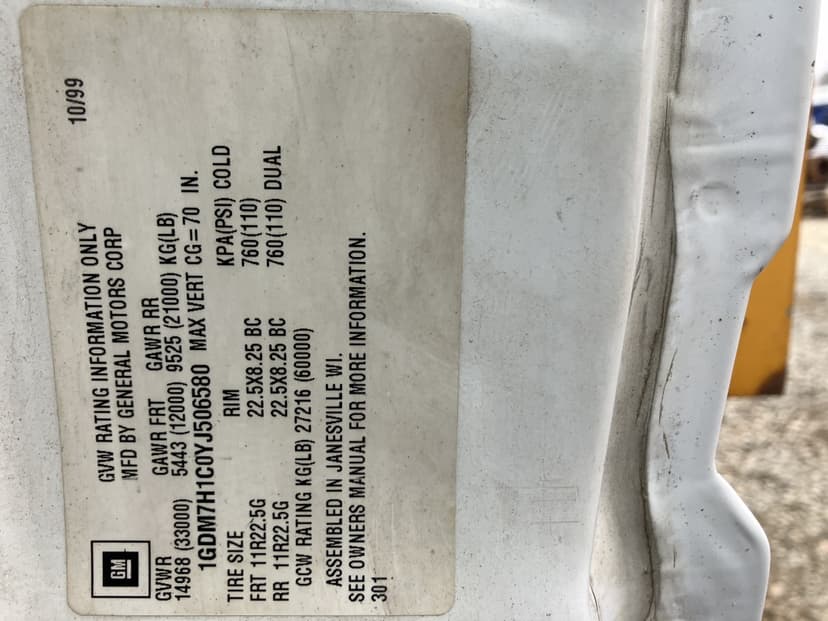 GM
GVW RATING INFORMATION ONLY 10/99
MFD BY GENERAL MOTORS CORP
GVWR GAWR FRT GAWR RR
14968 (33000) 5443 (12000) 9525 (21000) KG(LB)
1GDM7H1C0YJ506580 MAX VERT CG = 70 IN.
TIRE SIZE RIM KPA(PSI) COLD
FRT 11R22.5G 22.5X8.25 BC 760(110)
RR 11R22.5G 22.5X8.25 BC 760(110) DUAL
GCW RATING KG(LB) 27216 (60000)
ASSEMBLED IN JANESVILLE WI.
SEE OWNERS MANUAL FOR MORE INFORMATION.
301